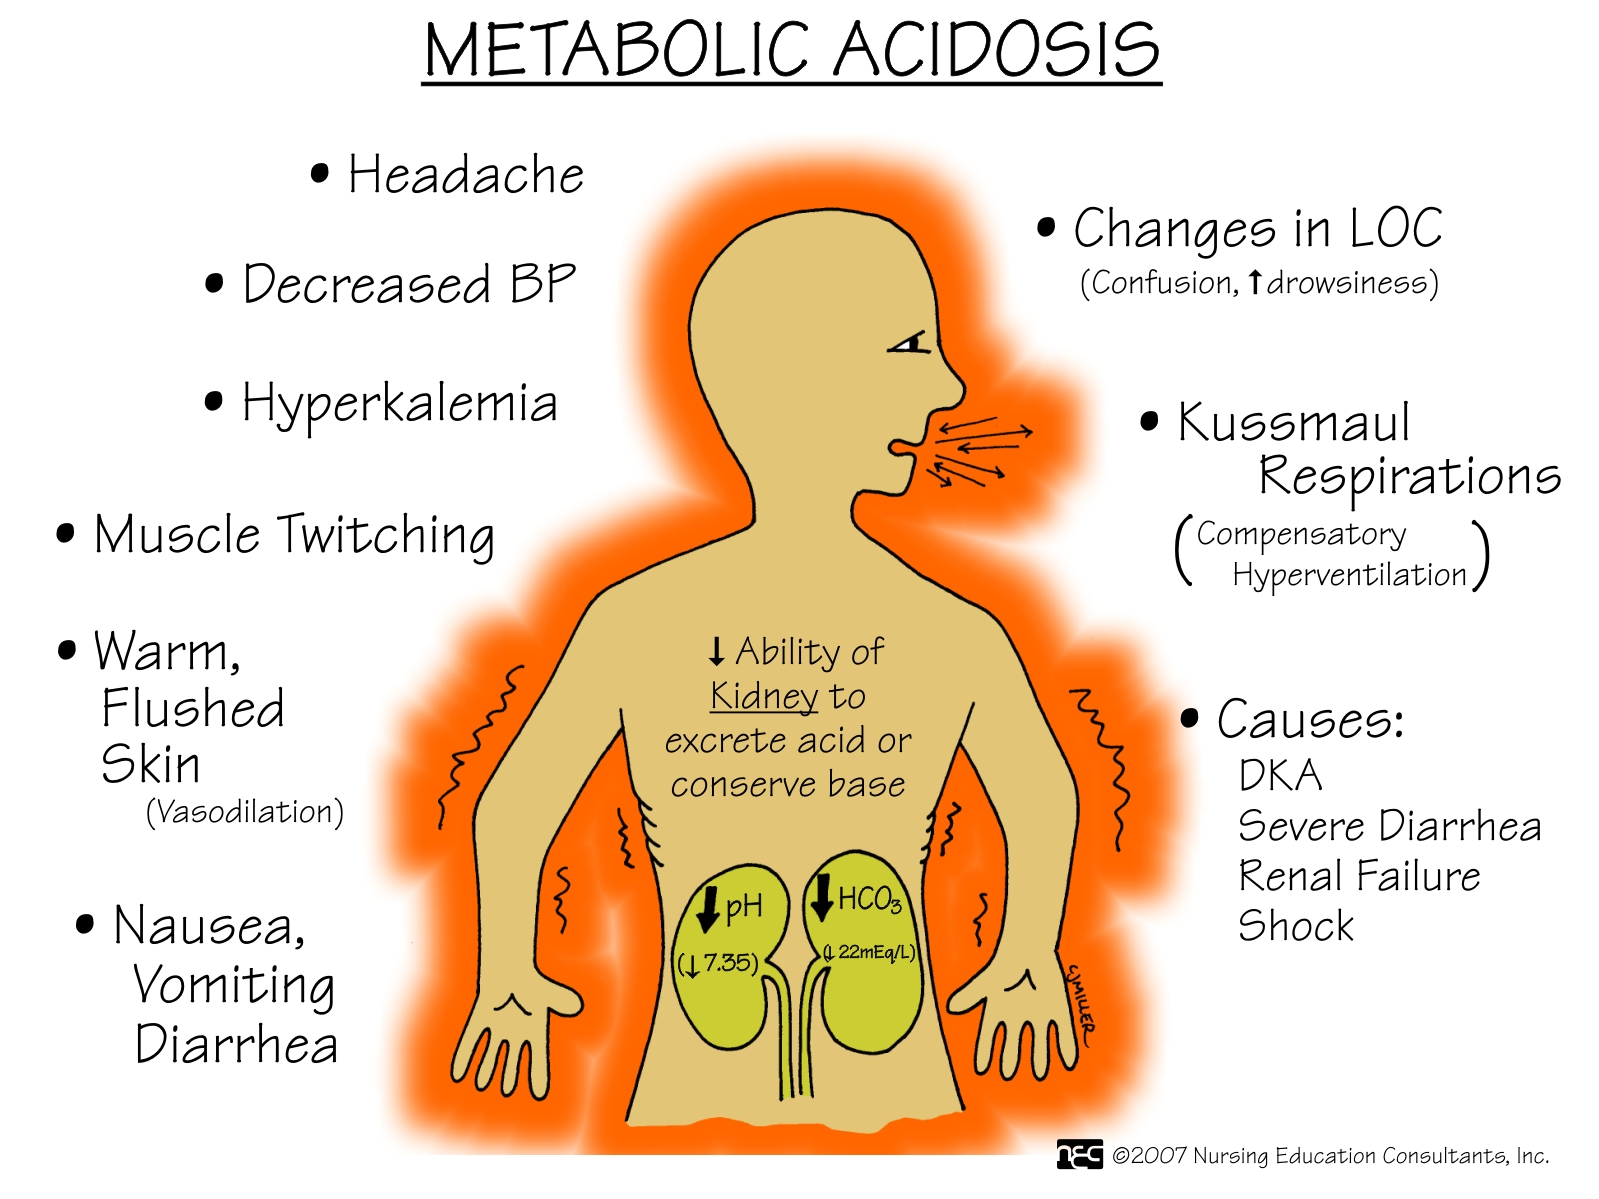 METABOLIC ACIDOSIS
• Headache
• Decreased BP
• Hyperkalemia
• Muscle Twitching
• Warm,
Flushed
Skin
(Vasodilation)
• Nausea,
Vomiting
Diarrhea
• Changes in LOC
(Confusion, ↑drowsiness)
• Kussmaul
Respirations
(Compensatory
Hyperventilation)
• Causes:
DKA
Severe Diarrhea
Renal Failure
Shock
↓ Ability of
Kidney to
excrete acid or
conserve base
↓ pH
(↓ 7.35)
↓ HCO₃
(↓ 22mEq/L)
CJMILLER
nec ©2007 Nursing Education Consultants, Inc.